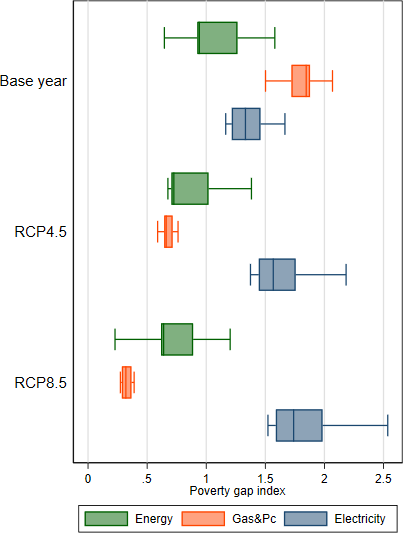 Base year
RCP4.5
RCP8.5
0 .5 1 1.5 2 2.5
Poverty gap index
Energy Gas&Pc Electricity